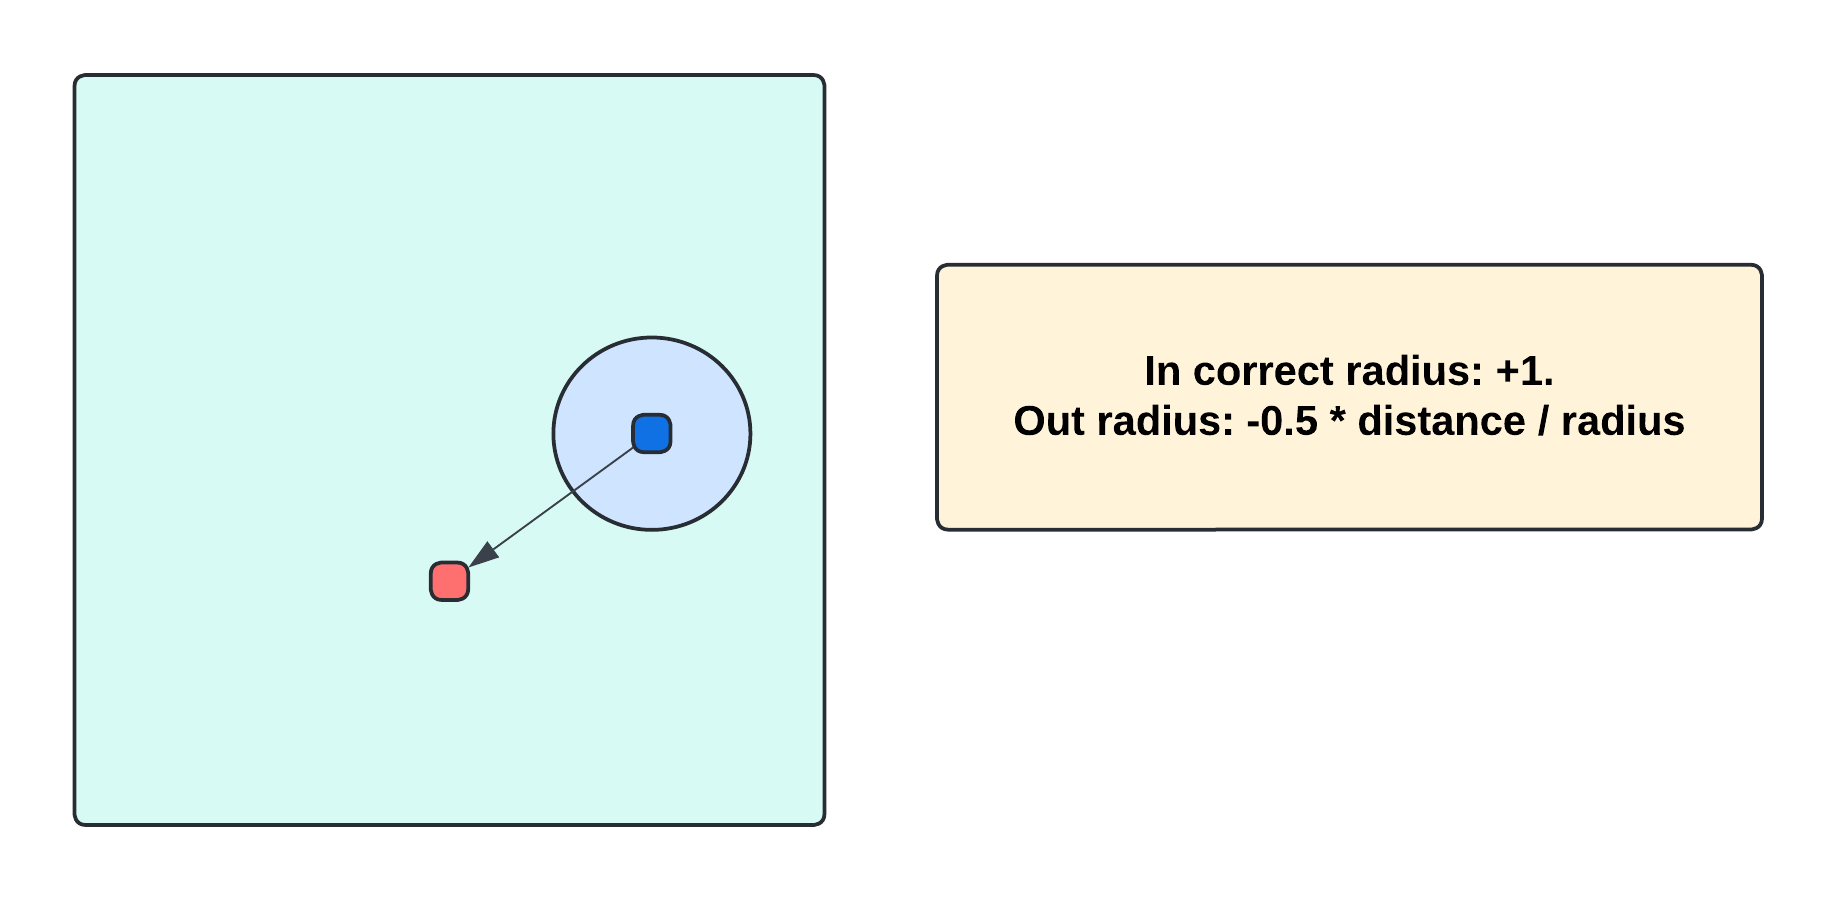 In correct radius: +1.
Out radius: -0.5 * distance / radius